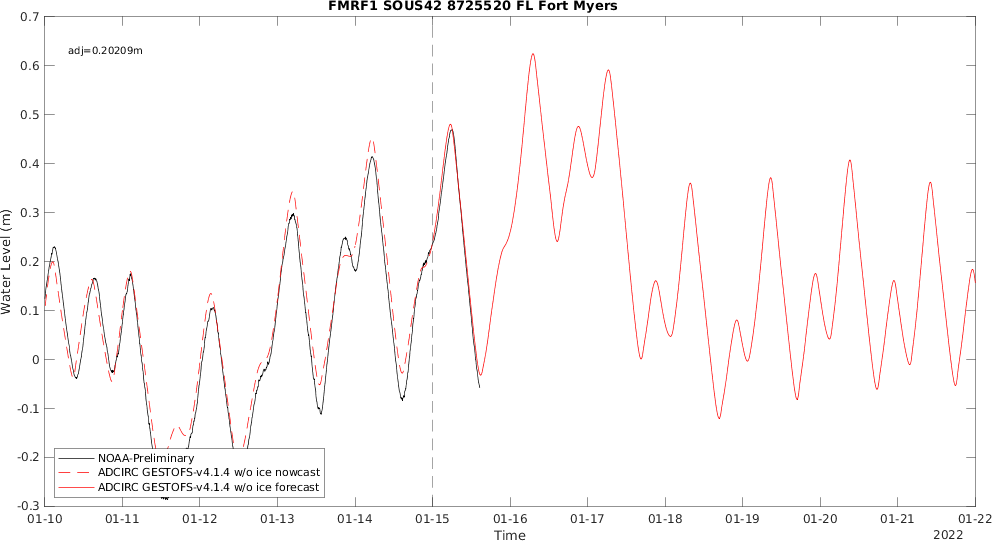 FMRF1 SOUS42 8725520 FL Fort Myers
adj=0.20209m
0.7
0.6
0.5
0.4
0.3
0.2
0.1
0
-0.1
-0.2
-0.3
Water Level (m)
NOAA-Preliminary
ADCIRC GESTOFS-v4.1.4 w/o ice nowcast
ADCIRC GESTOFS-v4.1.4 w/o ice forecast
01-10 01-11 01-12 01-13 01-14 01-15 01-16 01-17 01-18 01-19 01-20 01-21 01-22
Time
2022